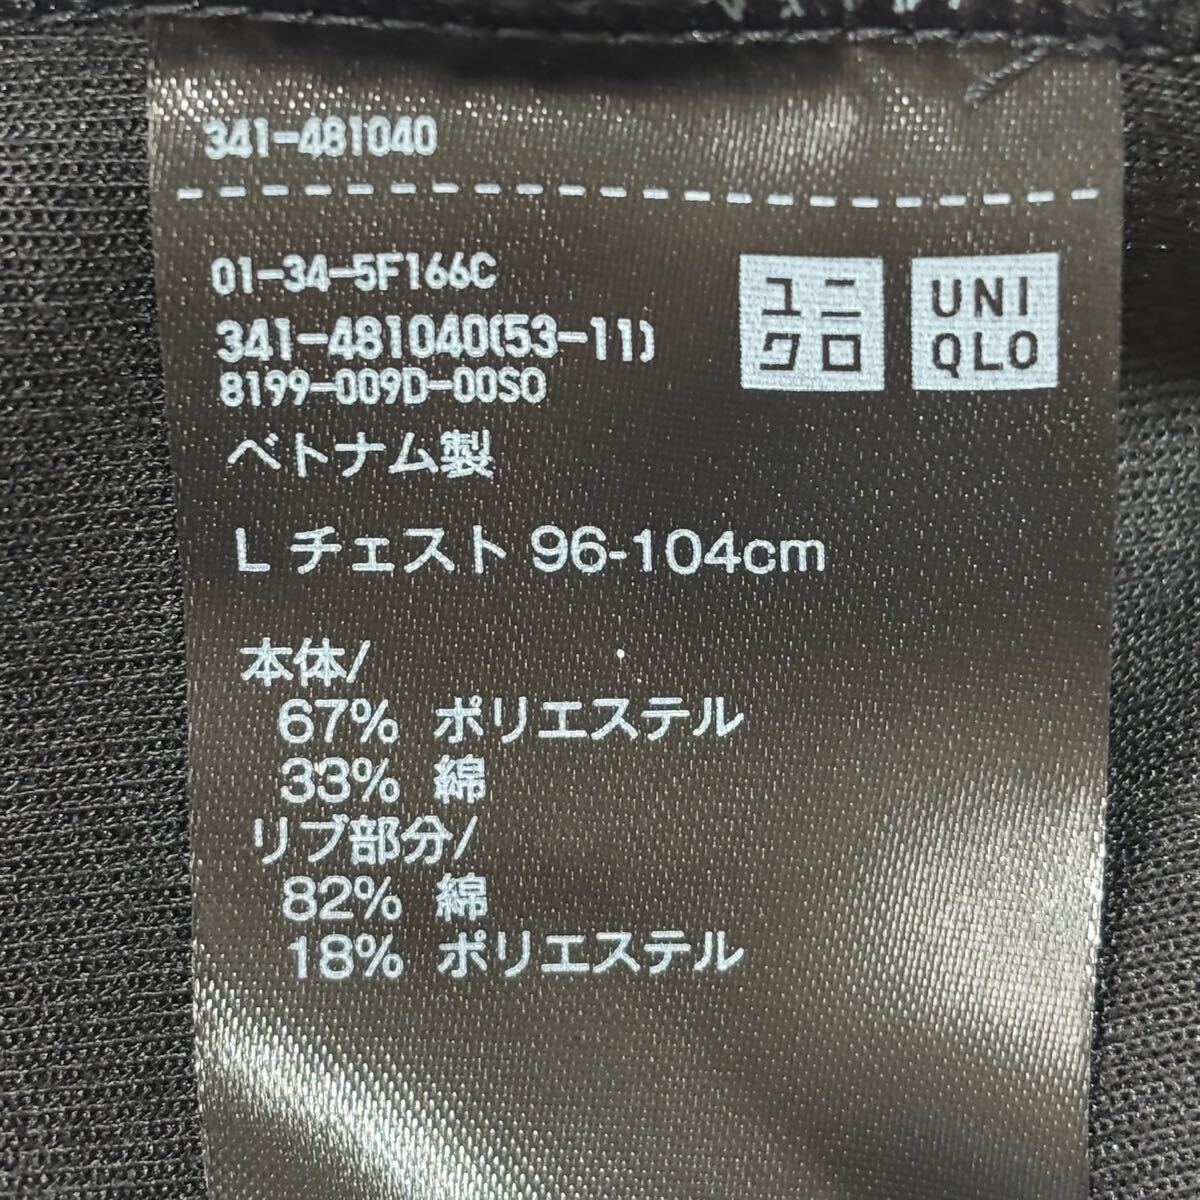 341-481040
01-34-5F166C
341-481040(53-11)
8199-009D-00SO
ユニ
クロ
UNI
QLO
ベトナム製
L チェスト 96-104cm
本体/
67% ポリエステル
33% 綿
リブ部分/
82% 綿
18% ポリエステル